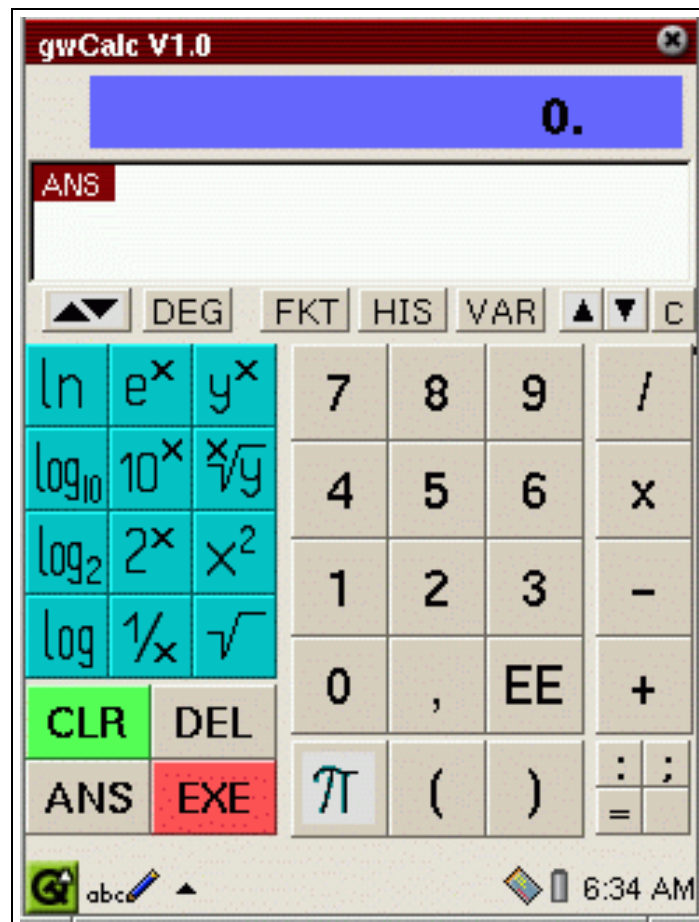 gwCalc V1.0
0.
ANS
DEG FKT HIS VAR C
ln eˣ yˣ 7 8 9 /
log₁₀ 10ˣ ˣ√y 4 5 6 x
log₂ 2ˣ x² 1 2 3 −
log 1/x √ 0 , EE +
CLR DEL
ANS EXE π ( ) : ; =
abc 6:34 AM